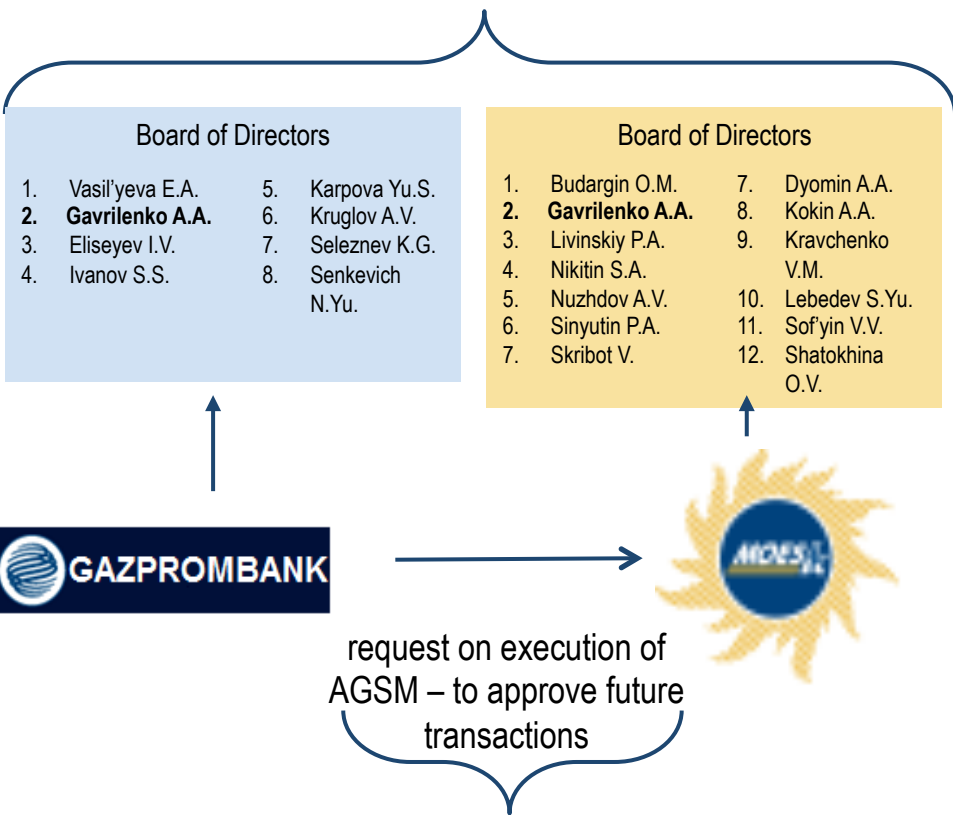 Board of Directors
1. Vasil'yeva E.A.
2. Gavrilenko A.A.
3. Eliseyev I.V.
4. Ivanov S.S.
5. Karpova Yu.S.
6. Kruglov A.V.
7. Seleznev K.G.
8. Senkevich
N.Yu.
Board of Directors
1. Budargin O.M.
2. Gavrilenko A.A.
3. Livinskiy P.A.
4. Nikitin S.A.
5. Nuzhdov A.V.
6. Sinyutin P.A.
7. Skribot V.
7. Dyomin A.A.
8. Kokin A.A.
9. Kravchenko
V.M.
10. Lebedev S.Yu.
11. Sof'yin V.V.
12. Shatokhina
O.V.
GAZPROMBANK
request on execution of
AGSM – to approve future
transactions